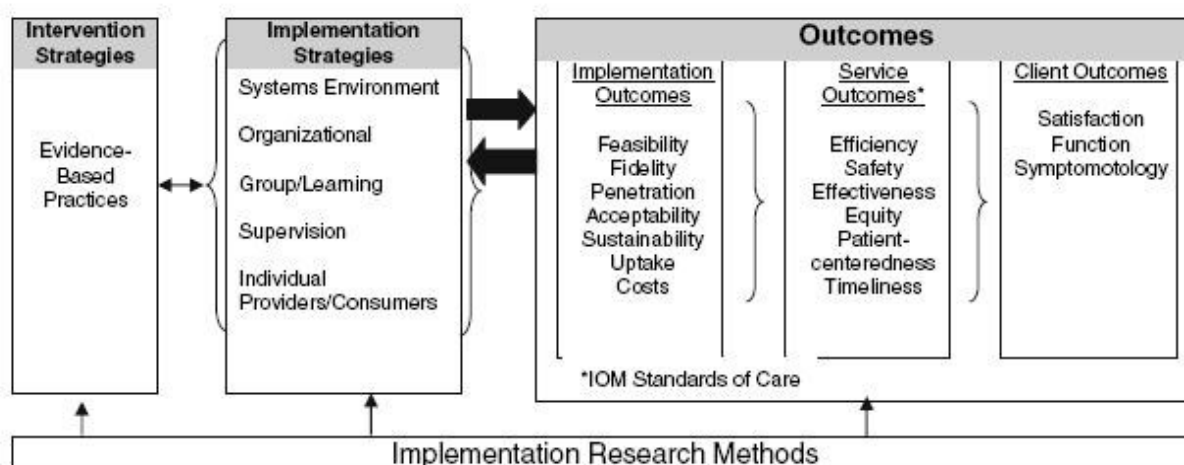 Intervention
Strategies
Evidence-
Based
Practices
Implementation
Strategies
Systems Environment
Organizational
Group/Learning
Supervision
Individual
Providers/Consumers
Outcomes
Implementation
Outcomes
Feasibility
Fidelity
Penetration
Acceptability
Sustainability
Uptake
Costs
Service
Outcomes*
Efficiency
Safety
Effectiveness
Equity
Patient-
centeredness
Timeliness
Client Outcomes
Satisfaction
Function
Symptomotology
*IOM Standards of Care
Implementation Research Methods